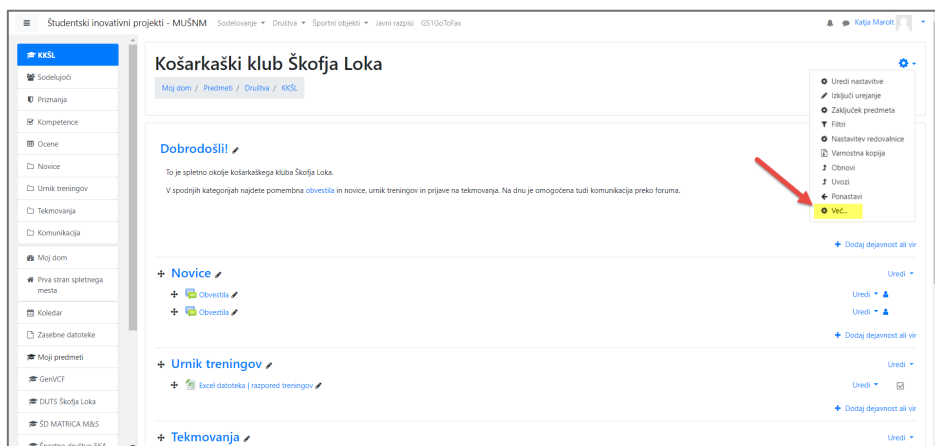 Študentski inovativni projekti - MUŠNM Sodelovanje Društva Športni objekti Javni razpisi GS1GoToFax Katja Marolt
KKŠL
Sodelujoči
Priznanja
Kompetence
Ocene
Novice
Urnik treningov
Tekmovanja
Komunikacija
Moj dom
Prva stran spletnega
mesta
Koledar
Zasebne datoteke
Moji predmeti
GenVCF
DUTS Škofja Loka
ŠD MATRICA M&S
Športno društvo SKA
Košarkaški klub Škofja Loka
Moj dom / Predmeti / Društva / KKŠL
Uredi nastavitve
Izključi urejanje
Zaključek predmeta
Filtri
Nastavitev redovalnice
Varnostna kopija
Obnovi
Uvozi
Ponastavi
Več...
Dobrodošli!
To je spletno okolje košarkaškega kluba Škofja Loka.
V spodnjih kategorijah najdete pomembna obvestila in novice, urnik treningov in prijave na tekmovanja. Na dnu je omogočena tudi komunikacija preko foruma.
Dodaj dejavnost ali vir
Novice Uredi
Obvestila Uredi
Obvestila Uredi
Dodaj dejavnost ali vir
Urnik treningov Uredi
Excel datoteka | razpored treningov Uredi
Dodaj dejavnost ali vir
Tekmovanja Uredi